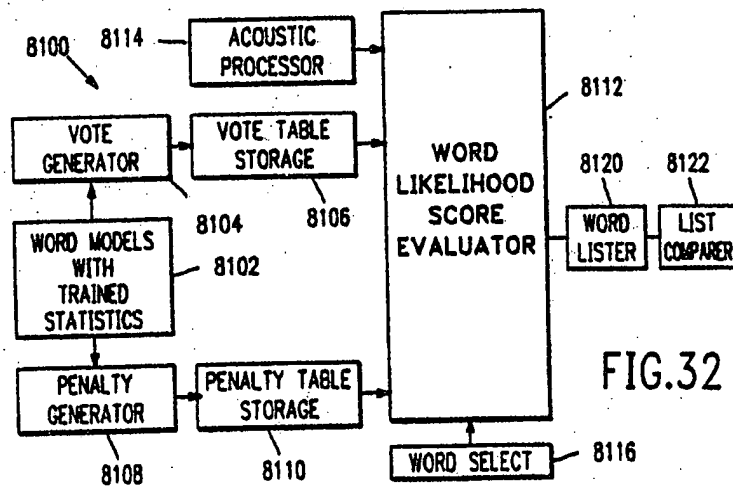 8100
8114
ACOUSTIC
PROCESSOR
8112
VOTE
GENERATOR
8104
VOTE TABLE
STORAGE
8106
WORD
LIKELIHOOD
SCORE
EVALUATOR
8120
WORD
LISTER
8122
LIST
COMPARER
WORD MODELS
WITH
TRAINED
STATISTICS
8102
PENALTY
GENERATOR
8108
PENALTY TABLE
STORAGE
8110
WORD SELECT
8116
FIG.32